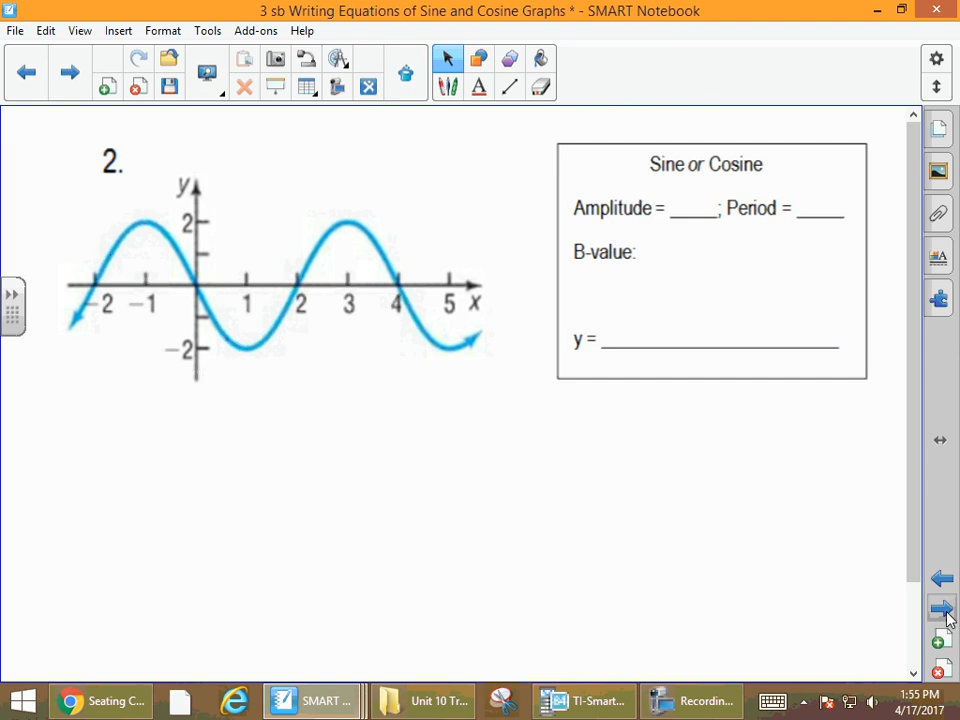 3 sb Writing Equations of Sine and Cosine Graphs * - SMART Notebook
File Edit View Insert Format Tools Add-ons Help
2.
y
2
-2 -1 1 2 3 4 5 x
-2
Sine or Cosine
Amplitude = _____; Period = _____
B-value:
y = _________________________
Seating C...
SMART ...
Unit 10 Tr...
TI-Smart...
Recordin...
1:55 PM
4/17/2017